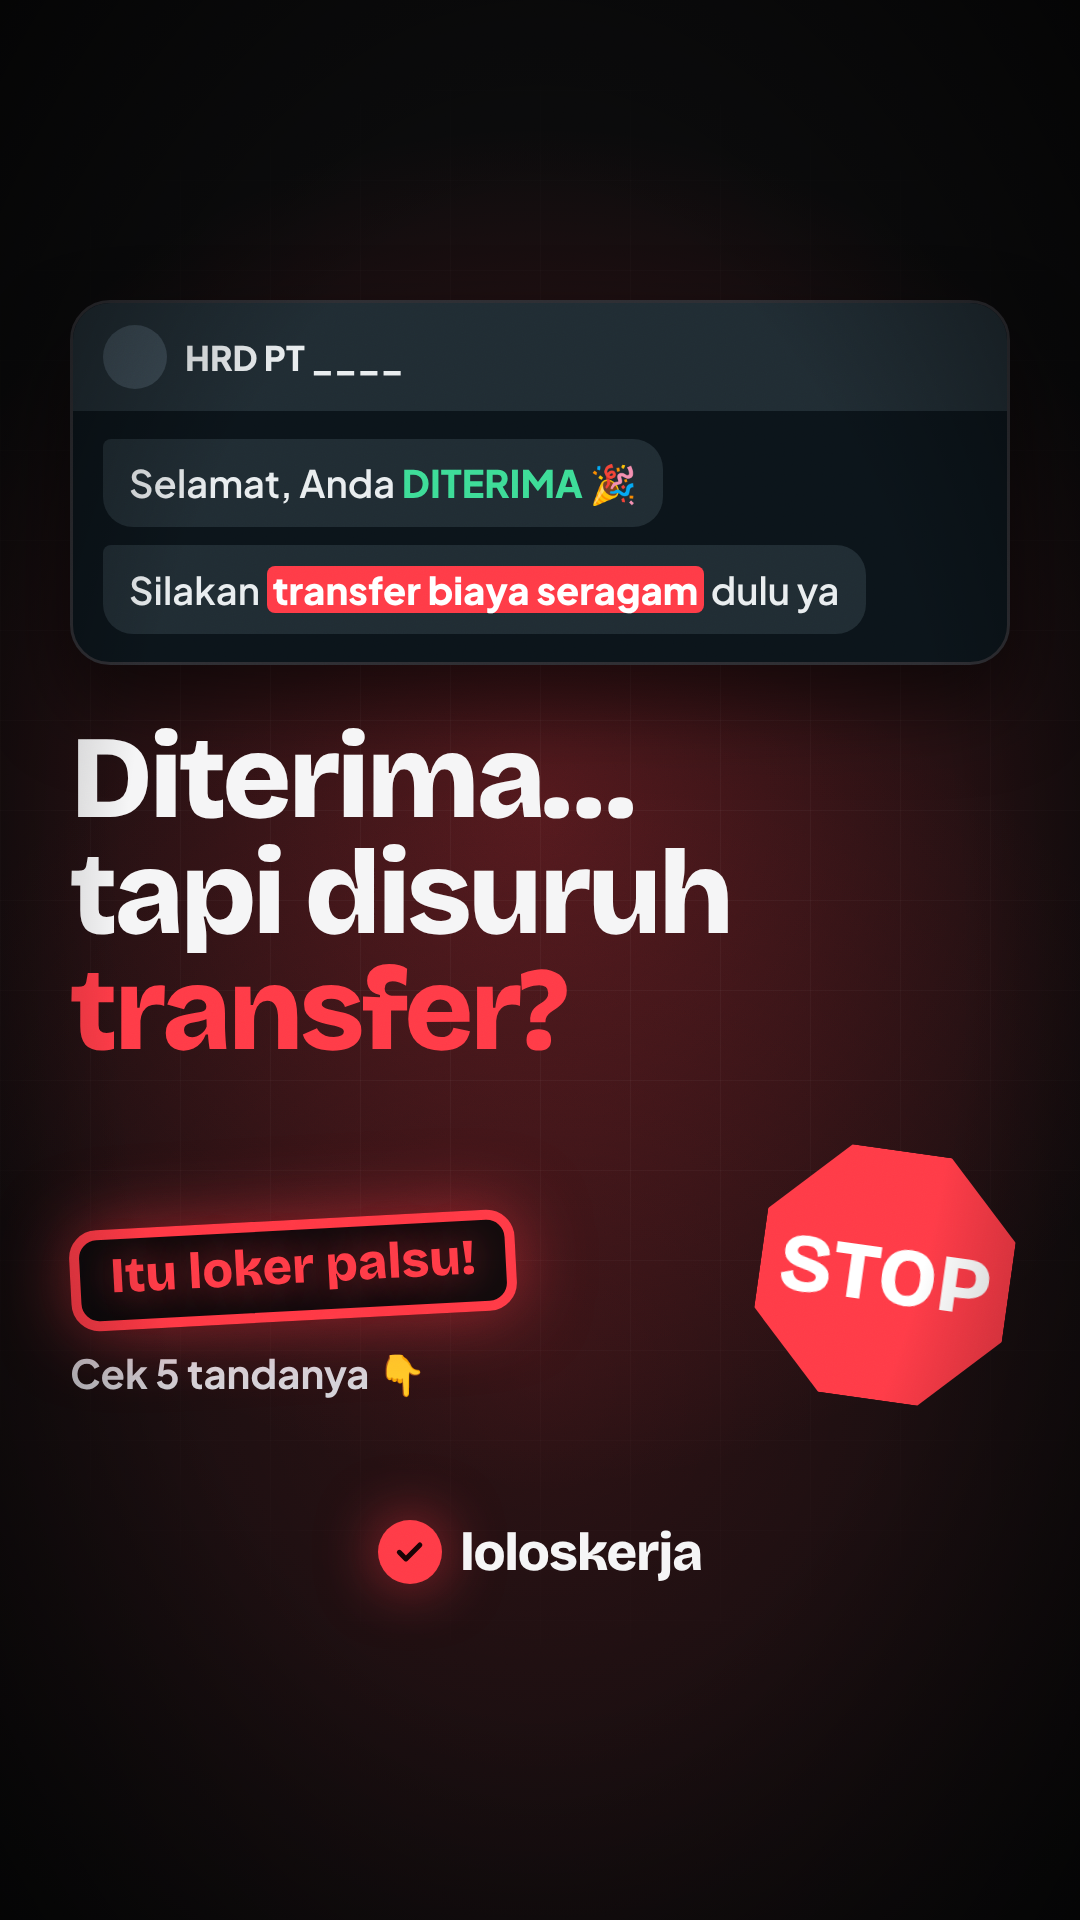 HRD PT ____
Selamat, Anda DITERIMA 🎉
Silakan transfer biaya seragam dulu ya
Diterima...
tapi disuruh
transfer?
Itu loker palsu!
STOP
Cek 5 tandanya 👇
loloskerja